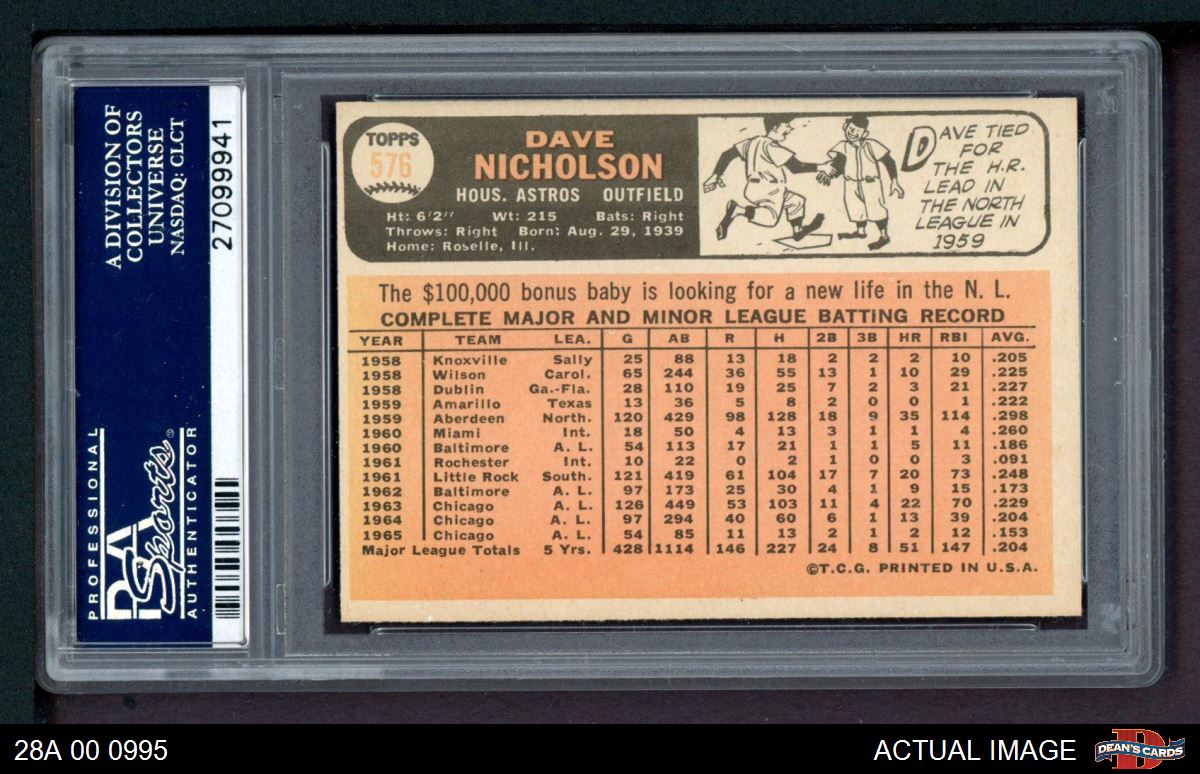 A DIVISION OF
COLLECTORS
UNIVERSE
NASDAQ: CLCT
27099941
PROFESSIONAL
PSA
Sports®
AUTHENTICATOR
TOPPS
576
DAVE
NICHOLSON
HOUS. ASTROS OUTFIELD
Ht: 6'2" Wt: 215 Bats: Right
Throws: Right Born: Aug. 29, 1939
Home: Roselle, Ill.
DAVE TIED
FOR
THE H.R.
LEAD IN
THE NORTH
LEAGUE IN
1959
The $100,000 bonus baby is looking for a new life in the N. L.
COMPLETE MAJOR AND MINOR LEAGUE BATTING RECORD
YEAR TEAM LEA. G AB R H 2B 3B HR RBI AVG.
1958 Knoxville Sally 25 88 13 18 2 2 2 10 .205
1958 Wilson Carol. 65 244 36 55 13 1 10 29 .225
1958 Dublin Ga.-Fla. 28 110 19 25 7 2 3 21 .227
1959 Amarillo Texas 13 36 5 8 2 0 0 1 .222
1959 Aberdeen North. 120 429 98 128 18 9 35 114 .298
1960 Miami Int. 18 50 4 13 3 1 1 4 .260
1960 Baltimore A. L. 54 113 17 21 1 1 5 11 .186
1961 Rochester Int. 10 22 0 2 1 0 0 3 .091
1961 Little Rock South. 121 419 61 104 17 7 20 73 .248
1962 Baltimore A. L. 97 173 25 30 4 1 9 15 .173
1963 Chicago A. L. 126 449 53 103 11 4 22 70 .229
1964 Chicago A. L. 97 294 40 60 6 1 13 39 .204
1965 Chicago A. L. 54 85 11 13 2 1 2 12 .153
Major League Totals 5 Yrs. 428 1114 146 227 24 8 51 147 .204
©T.C.G. PRINTED IN U.S.A.
28A 00 0995
ACTUAL IMAGE
D
DEAN'S CARDS